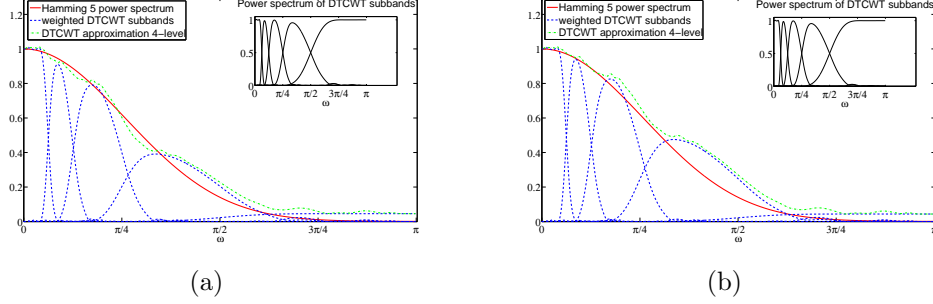 Power spectrum of DTCWT subbands
Hamming 5 power spectrum
weighted DTCWT subbands
DTCWT approximation 4-level
1.2
1
0.8
0.6
0.4
0.2
0
0 π/4 π/2 3π/4 π
ω
1
0.5
0
0 π/4 π/2 3π/4 π
ω
(a)
Power spectrum of DTCWT subbands
Hamming 5 power spectrum
weighted DTCWT subbands
DTCWT approximation 4-level
1.2
1
0.8
0.6
0.4
0.2
0
0 π/4 π/2 3π/4 π
ω
1
0.5
0
0 π/4 π/2 3π/4 π
ω
(b)